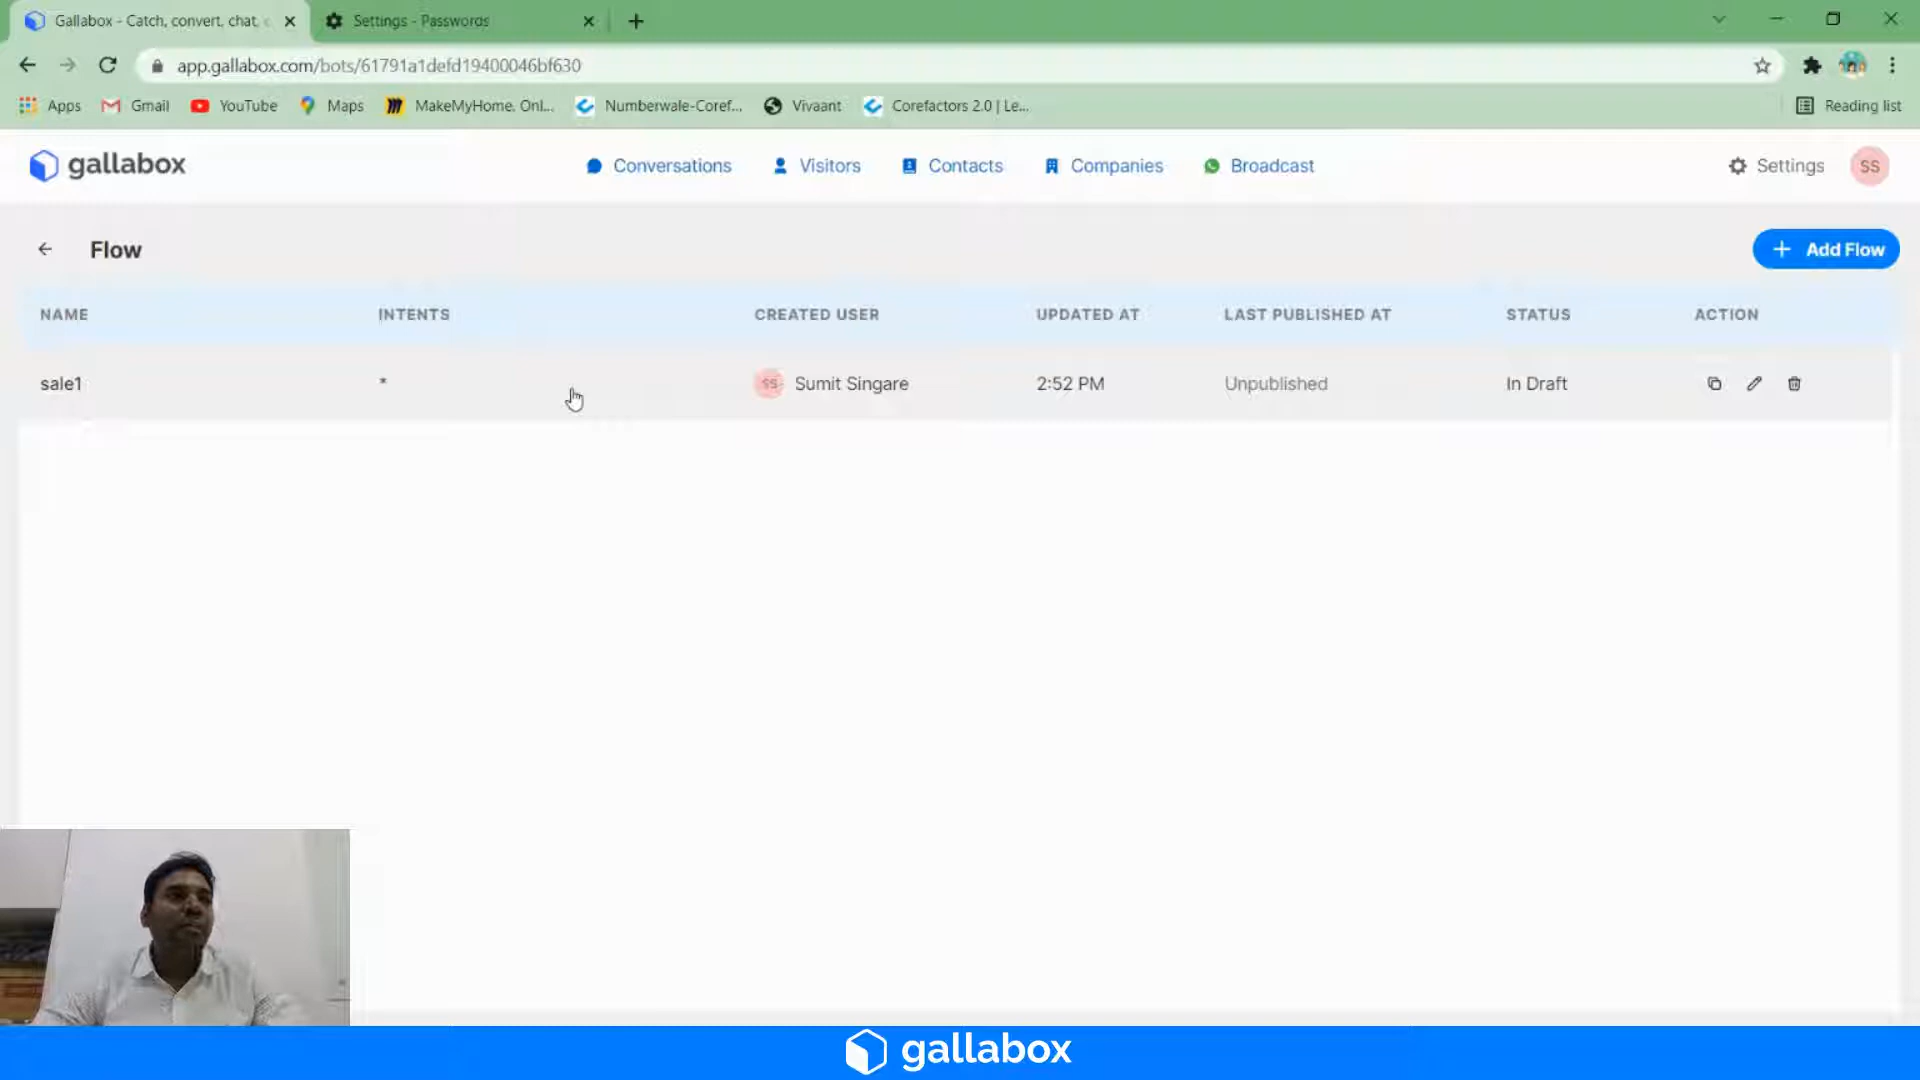 Gallabox - Catch, convert, chat,
Settings - Passwords
app.gallabox.com/bots/61791a1defd19400046bf630
Apps
Gmail
YouTube
Maps
MakeMyHome. Onl...
Numberwale-Coref...
Vivaant
Corefactors 2.0 | Le...
Reading list
gallabox
Conversations
Visitors
Contacts
Companies
Broadcast
Settings
SS
Flow
Add Flow
NAME INTENTS CREATED USER UPDATED AT LAST PUBLISHED AT STATUS ACTION
sale1 * SS Sumit Singare 2:52 PM Unpublished In Draft
gallabox